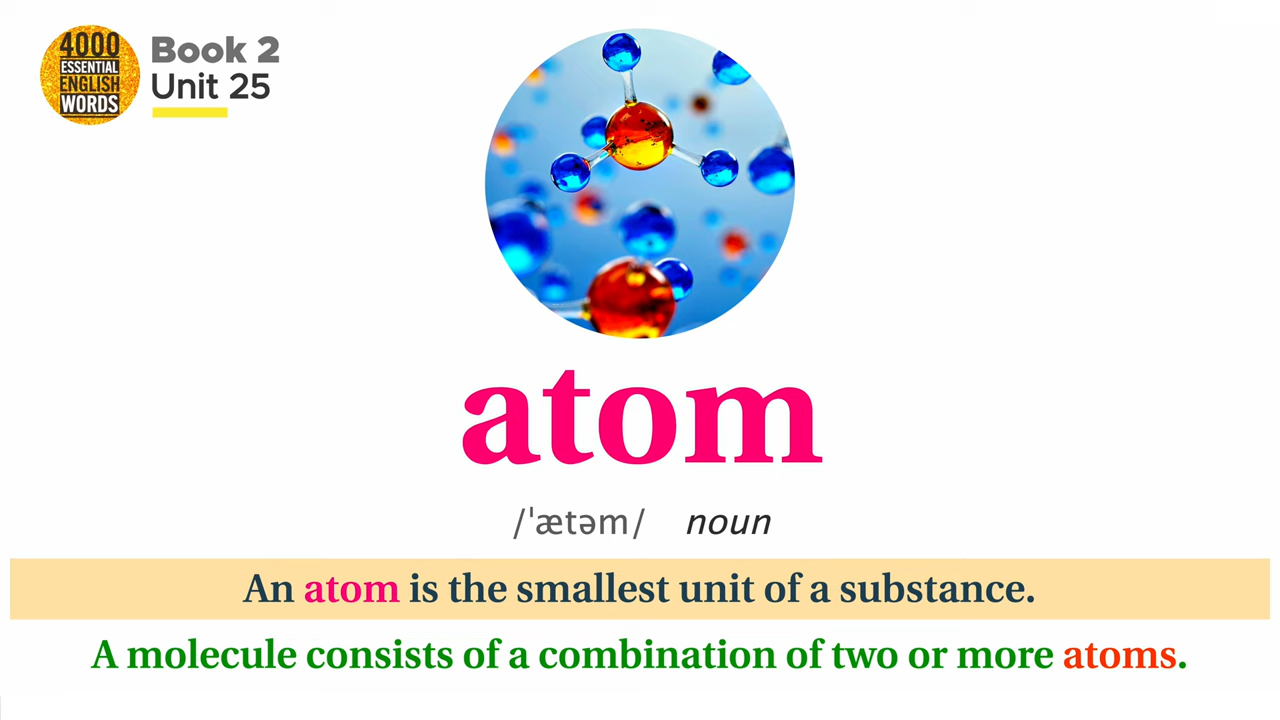 4000
ESSENTIAL
ENGLISH
WORDS
Book 2
Unit 25
atom
/ˈætəm/ noun
An atom is the smallest unit of a substance.
A molecule consists of a combination of two or more atoms.